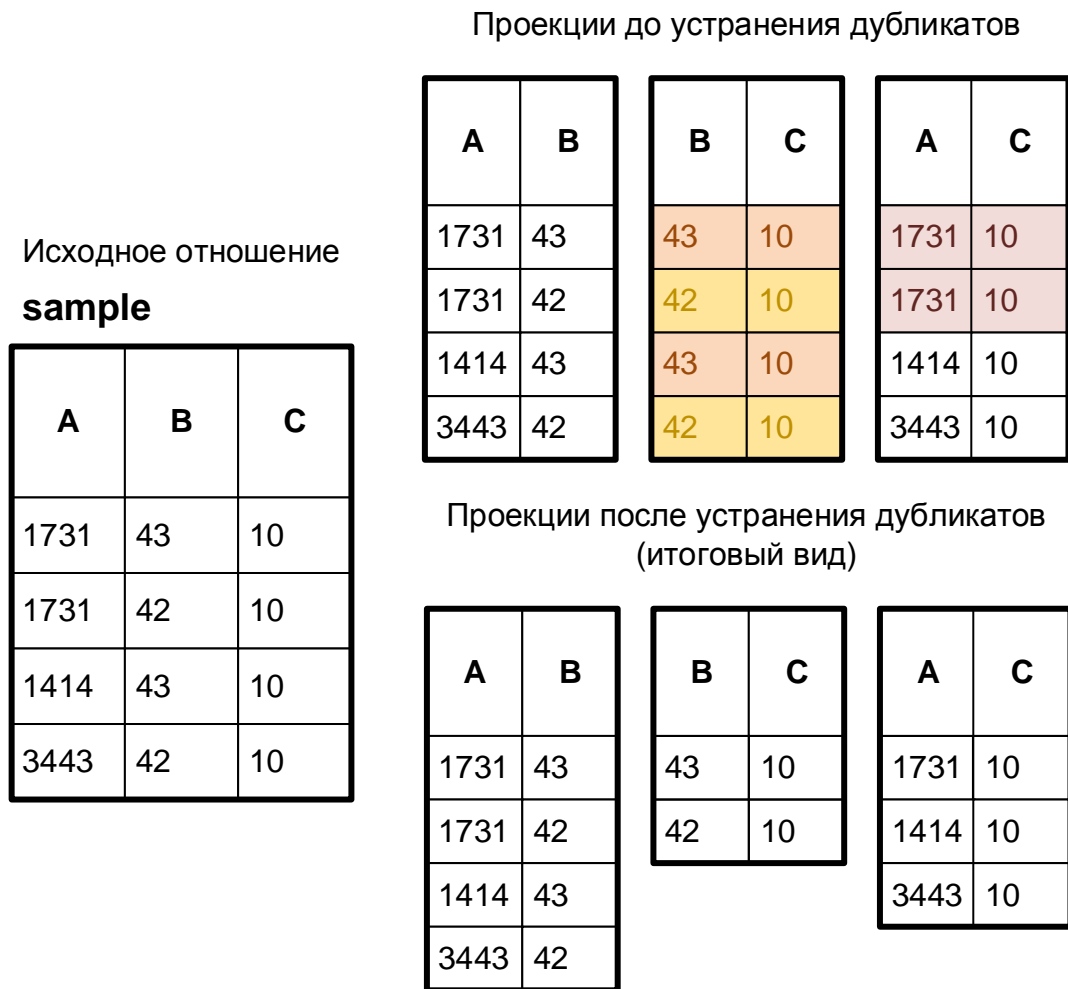 Проекции до устранения дубликатов
A B
1731 43
1731 42
1414 43
3443 42
B C
43 10
42 10
43 10
42 10
A C
1731 10
1731 10
1414 10
3443 10
Исходное отношение
sample
A B C
1731 43 10
1731 42 10
1414 43 10
3443 42 10
Проекции после устранения дубликатов
(итоговый вид)
A B
1731 43
1731 42
1414 43
3443 42
B C
43 10
42 10
A C
1731 10
1414 10
3443 10